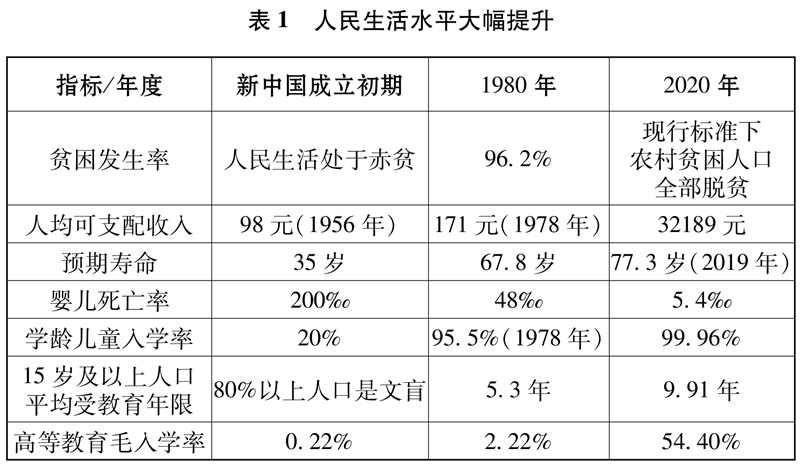 表1 人民生活水平大幅提升
指标/年度 新中国成立初期 1980年 2020年
贫困发生率 人民生活处于赤贫 96.2% 现行标准下
农村贫困人口
全部脱贫
人均可支配收入 98元(1956年) 171元(1978年) 32189元
预期寿命 35岁 67.8岁 77.3岁(2019年)
婴儿死亡率 200‰ 48‰ 5.4‰
学龄儿童入学率 20% 95.5%(1978年) 99.96%
15岁及以上人口
平均受教育年限 80%以上人口是文盲 5.3年 9.91年
高等教育毛入学率 0.22% 2.22% 54.40%